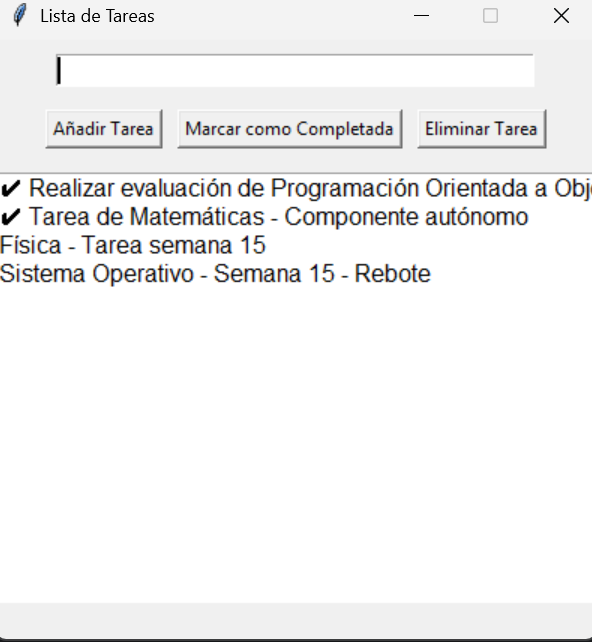 Lista de Tareas
Añadir Tarea Marcar como Completada Eliminar Tarea
✔ Realizar evaluación de Programación Orientada a Obj
✔ Tarea de Matemáticas - Componente autónomo
Física - Tarea semana 15
Sistema Operativo - Semana 15 - Rebote